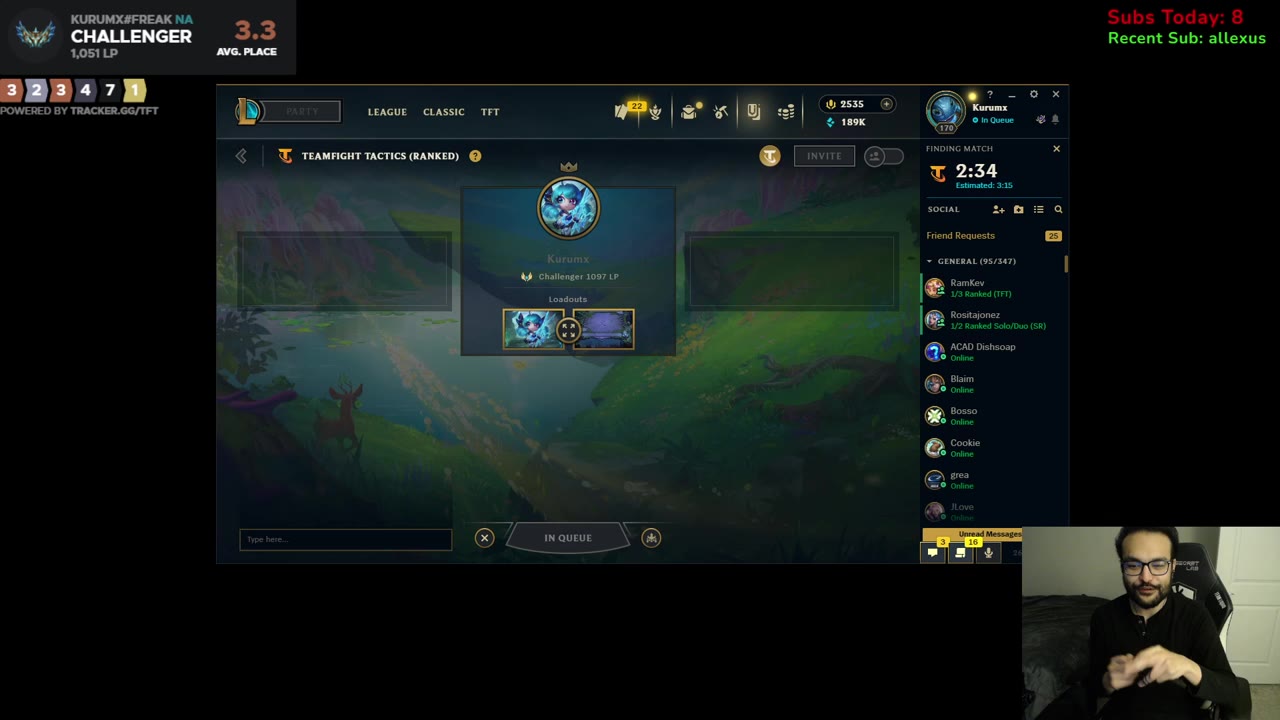 KURUMX#FREAK NA
CHALLENGER
1,051 LP
3.3
AVG. PLACE
3 2 3 4 7 1
POWERED BY TRACKER.GG/TFT
Subs Today: 8
Recent Sub: allexus
PARTY
LEAGUE CLASSIC TFT
22
2535
189K
170
Kurumx
In Queue
TEAMFIGHT TACTICS (RANKED)
INVITE
FINDING MATCH
2:34
Estimated: 3:15
SOCIAL
Friend Requests 25
GENERAL (95/347)
RamKev
1/3 Ranked (TFT)
Rositajonez
1/2 Ranked Solo/Duo (SR)
ACAD Dishsoap
Online
Blaim
Online
Bosso
Online
Cookie
Online
grea
Online
JLove
Online
Unread Messages
3 16
Kurumx
Challenger 1097 LP
Loadouts
Type here...
IN QUEUE
SECRET LAB